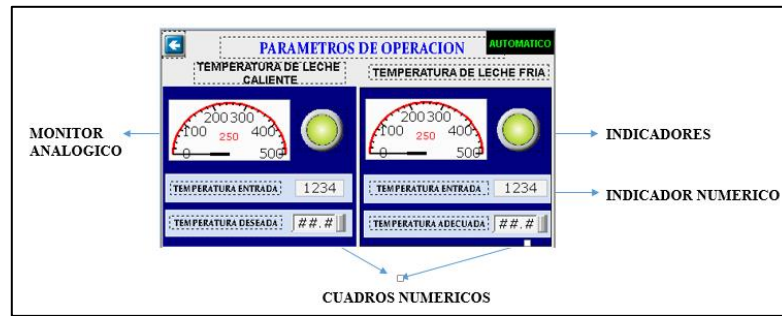 PARAMETROS DE OPERACION
AUTOMATICO
TEMPERATURA DE LECHE
CALIENTE
TEMPERATURA DE LECHE FRIA
MONITOR
ANALOGICO
0 100 200 300 400 500
250
0 100 200 300 400 500
250
INDICADORES
TEMPERATURA ENTRADA 1234
TEMPERATURA ENTRADA 1234
INDICADOR NUMERICO
TEMPERATURA DESEADA ##.#
TEMPERATURA ADECUADA ##.#
CUADROS NUMERICOS